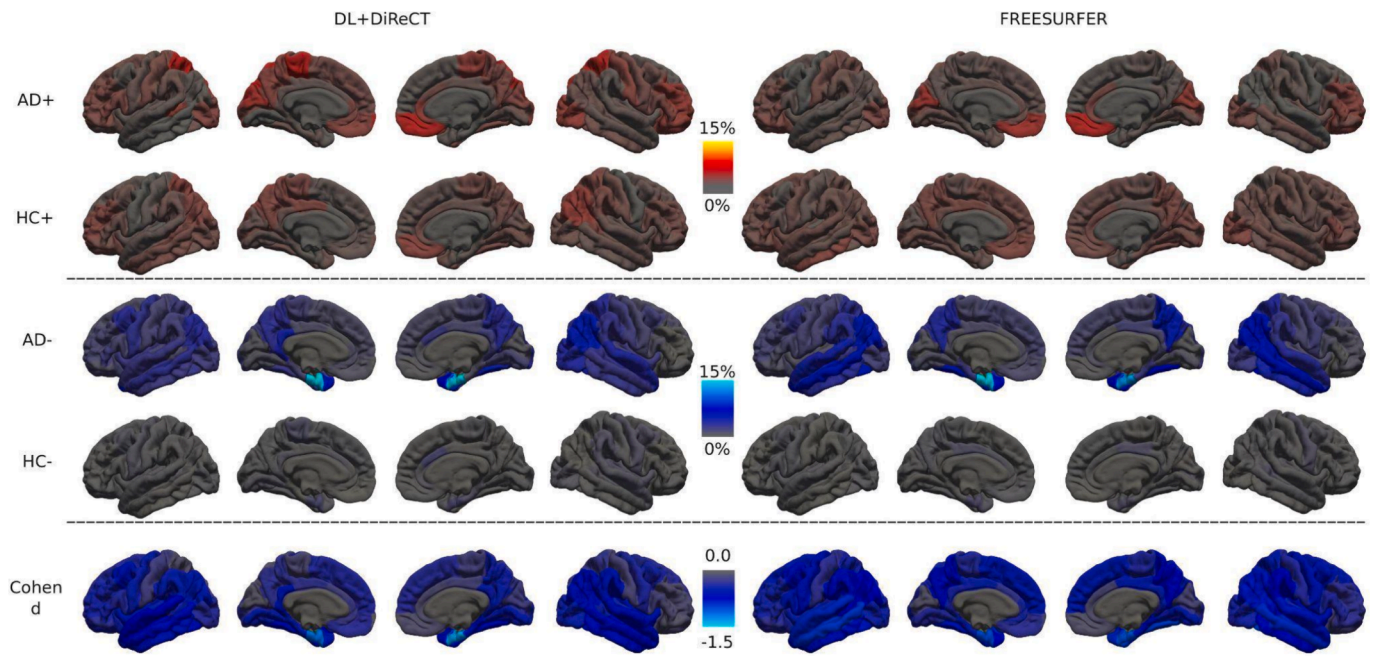 DL+DiReCT
FREESURFER
AD+
15%
0%
HC+
AD-
15%
0%
HC-
0.0
Cohen
d
-1.5